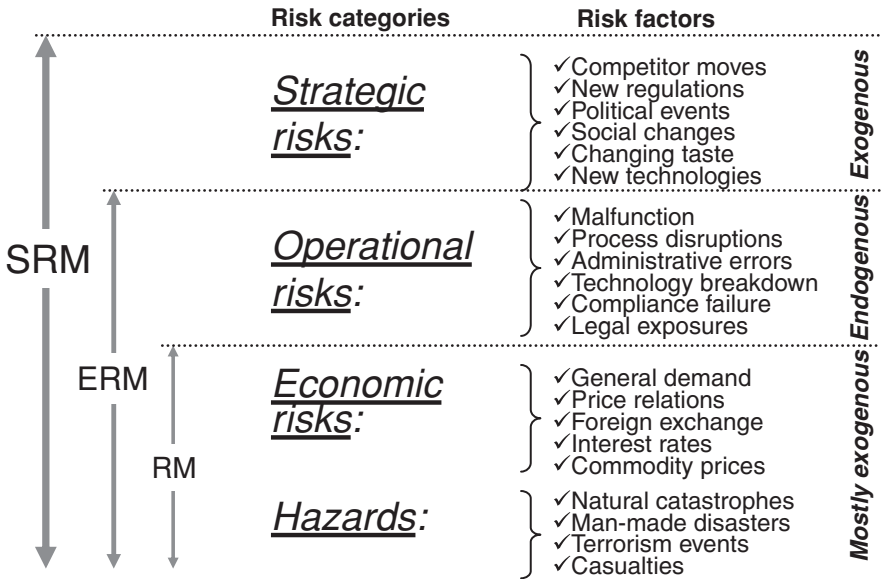 Risk categories
Risk factors
SRM
ERM
RM
Strategic
risks:
✓Competitor moves
✓New regulations
✓Political events
✓Social changes
✓Changing taste
✓New technologies
Exogenous
Operational
risks:
✓Malfunction
✓Process disruptions
✓Administrative errors
✓Technology breakdown
✓Compliance failure
✓Legal exposures
Endogenous
Economic
risks:
✓General demand
✓Price relations
✓Foreign exchange
✓Interest rates
✓Commodity prices
Hazards:
✓Natural catastrophes
✓Man-made disasters
✓Terrorism events
✓Casualties
Mostly exogenous